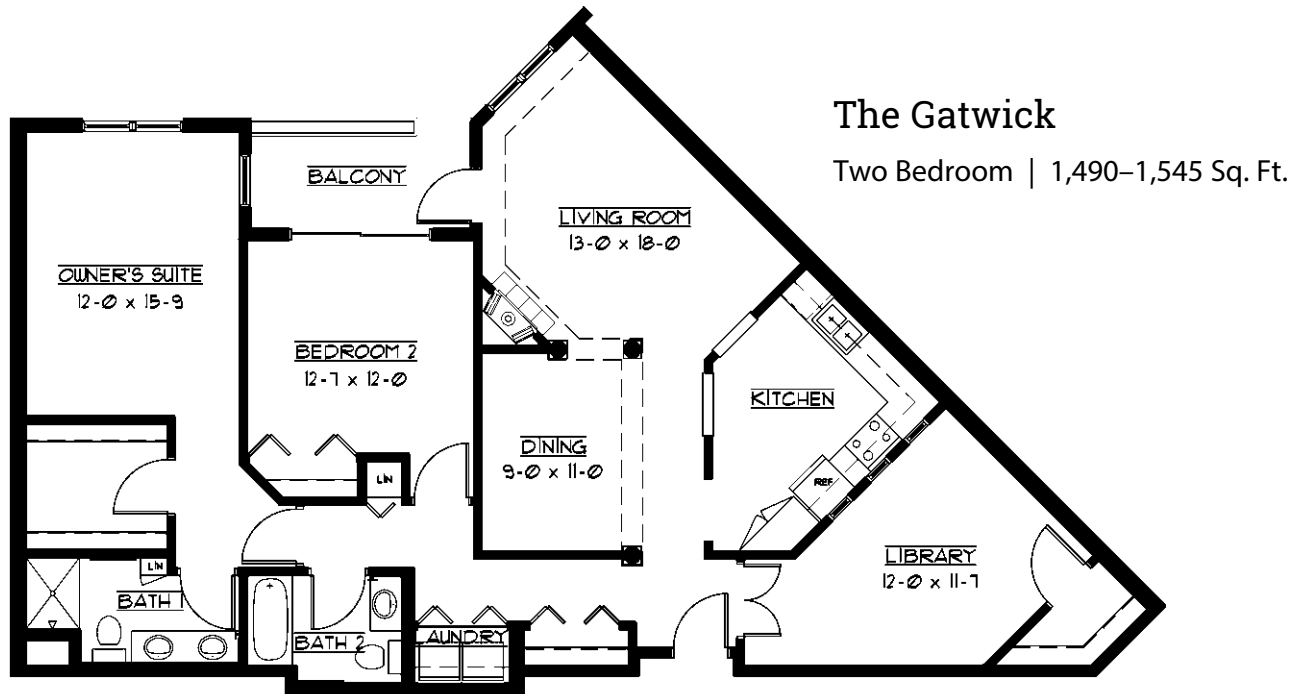 The Gatwick
Two Bedroom | 1,490–1,545 Sq. Ft.
BALCONY
LIVING ROOM
13-0 x 18-0
OWNER'S SUITE
12-0 x 15-9
BEDROOM 2
12-7 x 12-0
KITCHEN
DINING
9-0 x 11-0
LIN
REF
LIBRARY
12-0 x 11-7
LIN
BATH 1
BATH 2
LAUNDRY